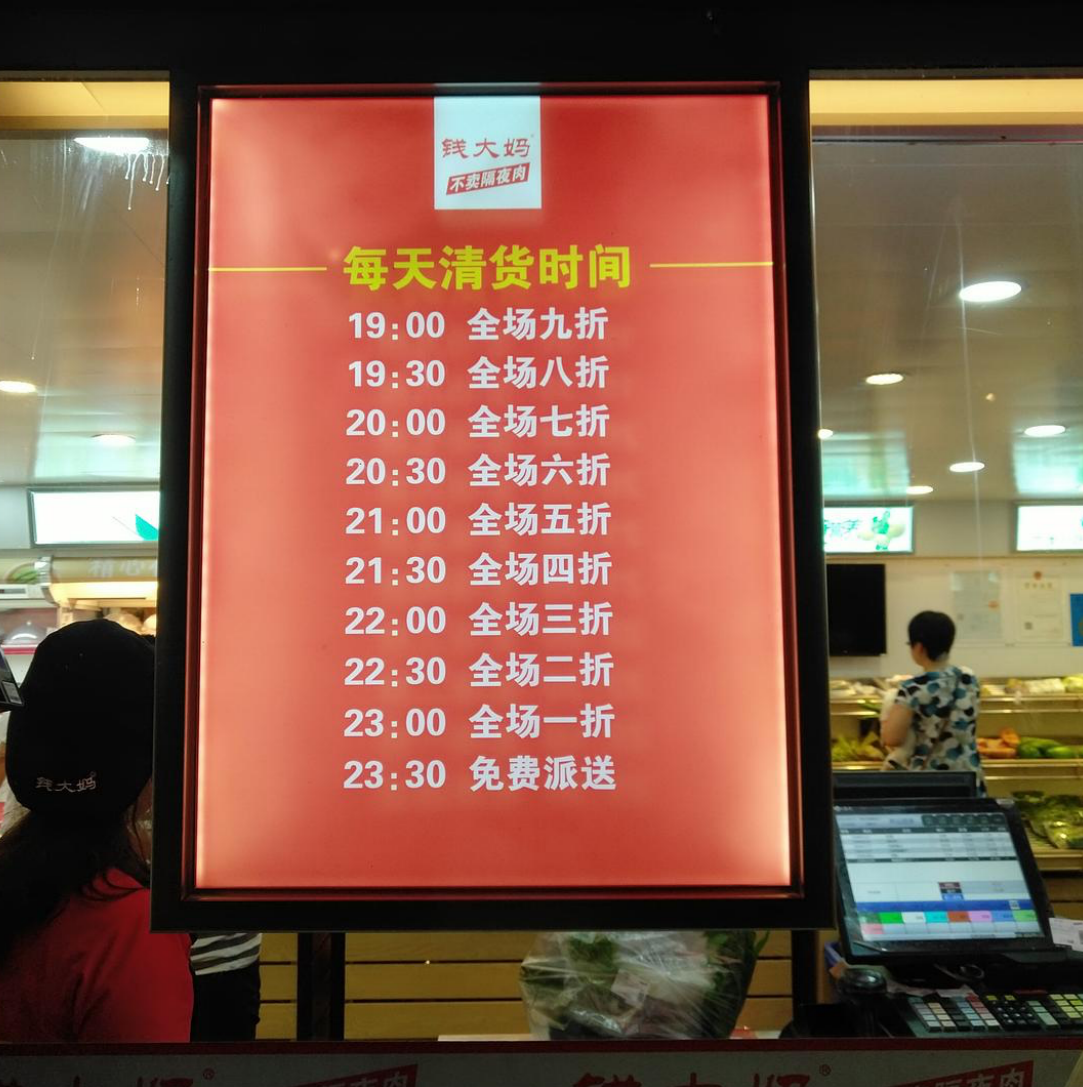 钱大妈
不卖隔夜肉
每天清货时间
19:00 全场九折
19:30 全场八折
20:00 全场七折
20:30 全场六折
21:00 全场五折
21:30 全场四折
22:00 全场三折
22:30 全场二折
23:00 全场一折
23:30 免费派送
钱大妈